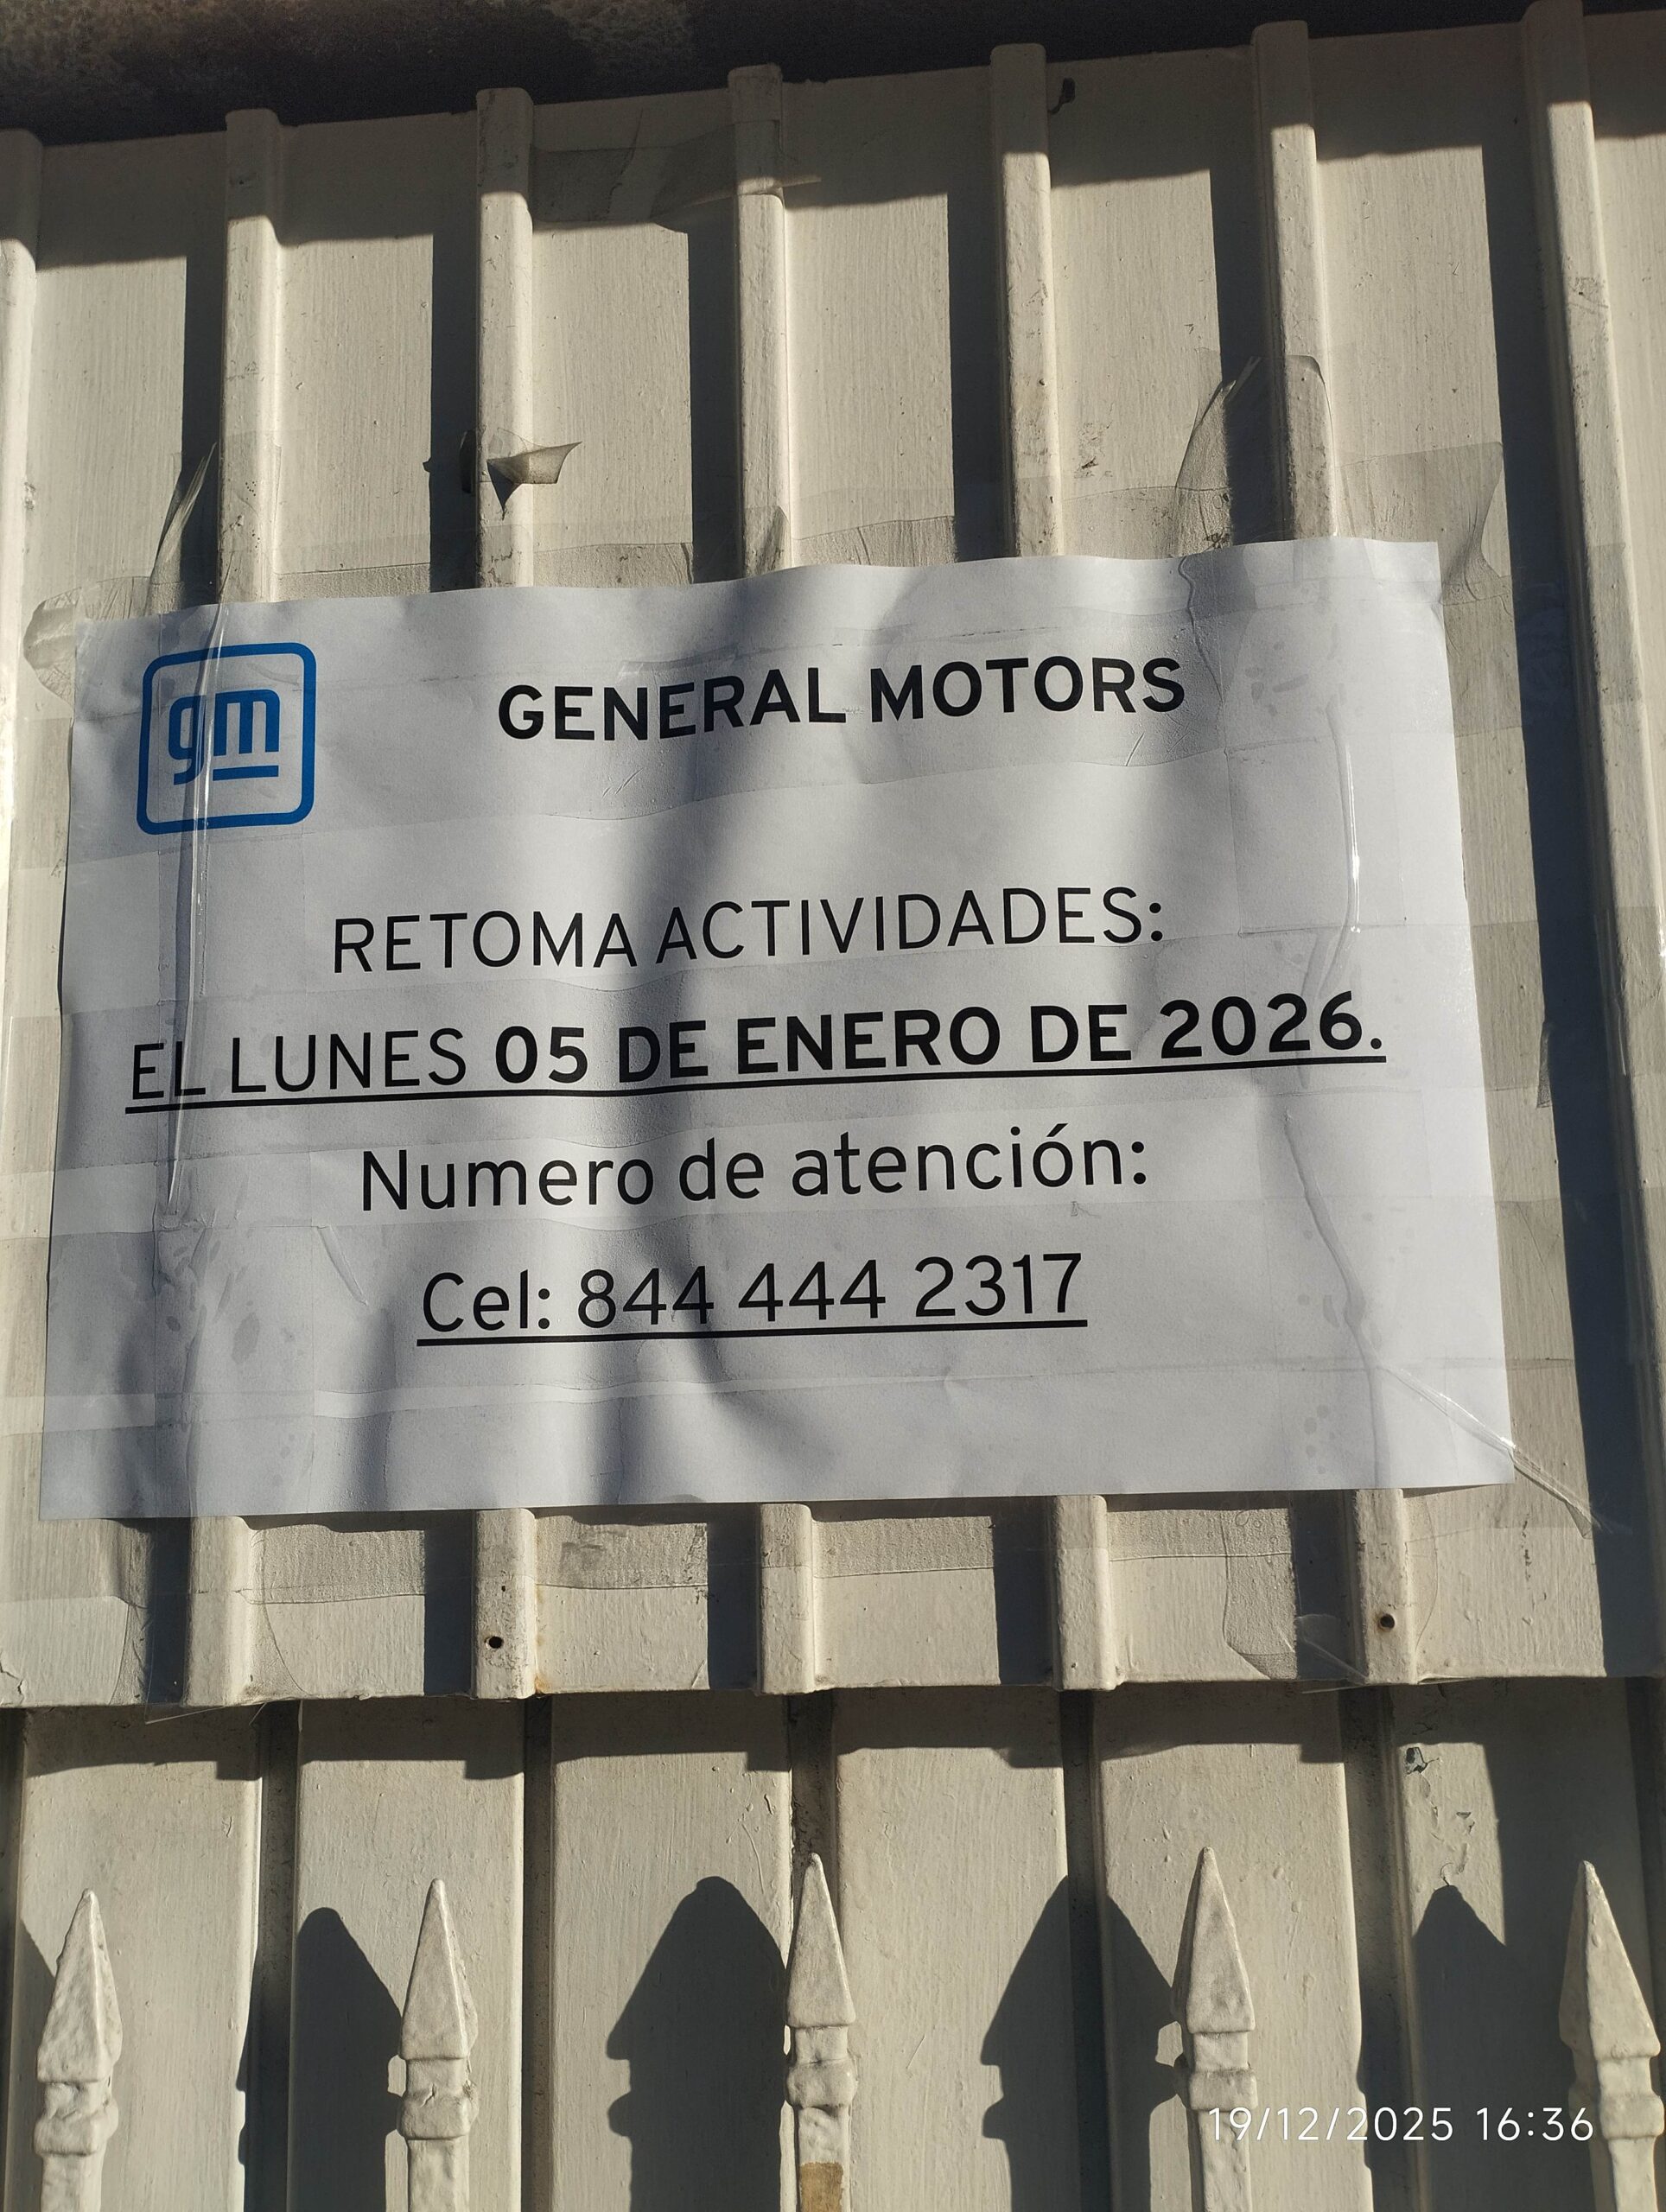 gm
GENERAL MOTORS
RETOMA ACTIVIDADES:
EL LUNES 05 DE ENERO DE 2026.
Numero de atención:
Cel: 844 444 2317
19/12/2025 16:36